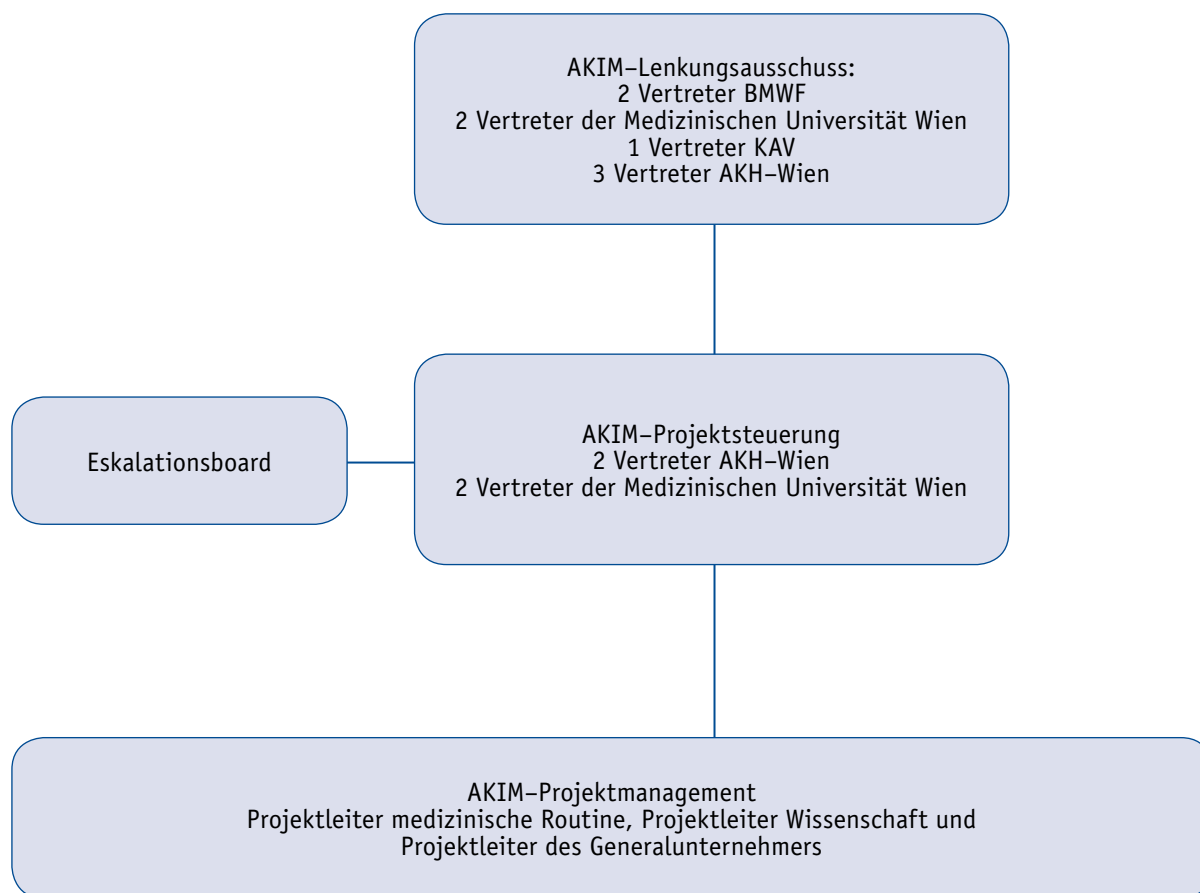 AKIM–Lenkungsausschuss:
2 Vertreter BMWF
2 Vertreter der Medizinischen Universität Wien
1 Vertreter KAV
3 Vertreter AKH–Wien
Eskalationsboard
AKIM–Projektsteuerung
2 Vertreter AKH–Wien
2 Vertreter der Medizinischen Universität Wien
AKIM–Projektmanagement
Projektleiter medizinische Routine, Projektleiter Wissenschaft und
Projektleiter des Generalunternehmers